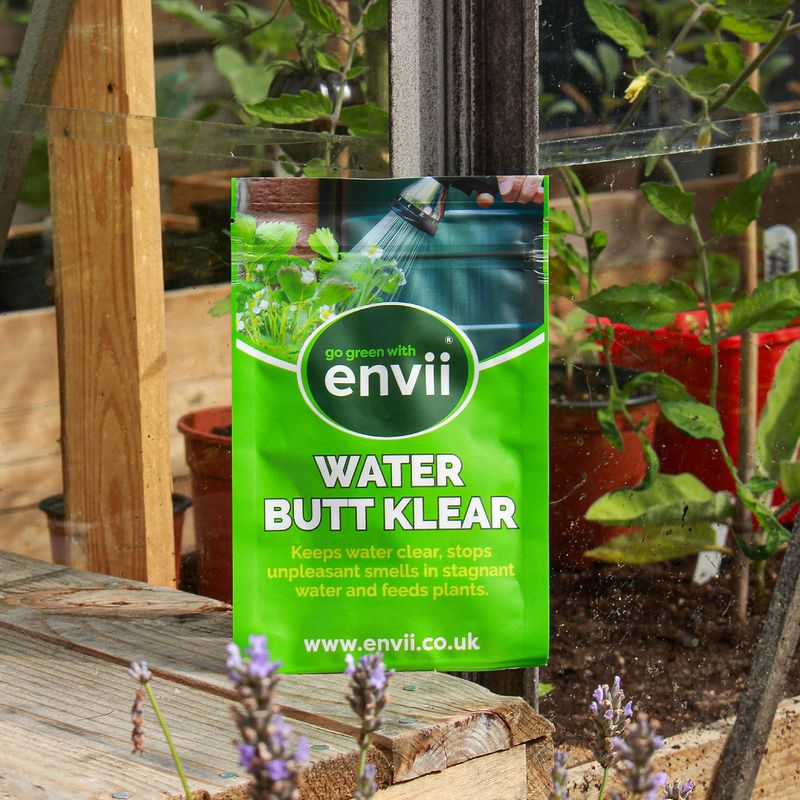 go green with
envii®
WATER
BUTT KLEAR
Keeps water clear, stops
unpleasant smells in stagnant
water and feeds plants.
www.envii.co.uk